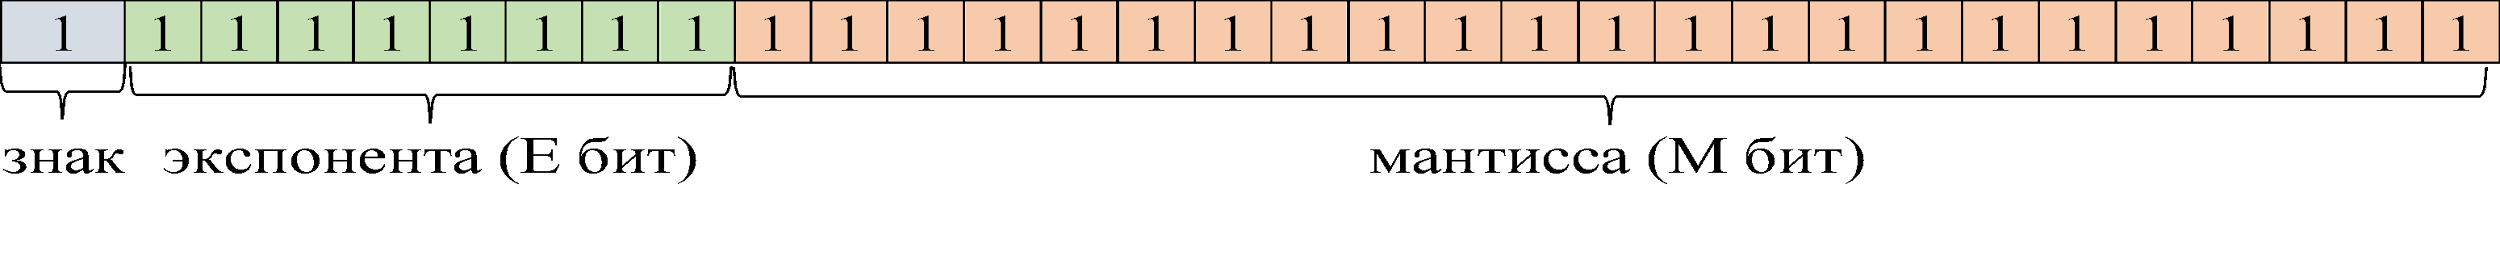 1 1 1 1 1 1 1 1 1 1 1 1 1 1 1 1 1 1 1 1 1 1 1 1 1 1 1 1 1 1 1 1
знак экспонента (E бит) мантисса (M бит)